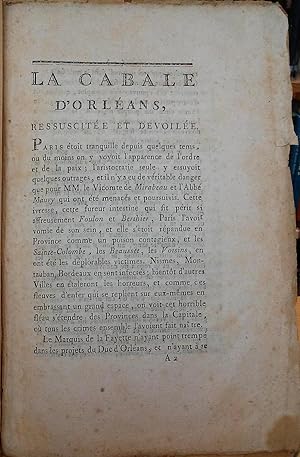 LA CABALE
D'ORLÉANS,
RESSUSCITÉE ET DÉVOILÉE.
PARIS étoit tranquille depuis quelques tems,
ou du moins on y voyoit l'apparence de l'ordre
et de la paix; l'aristocratie seule y essuyoit
quelques outrages, et il n'y a eu de véritable danger
que pour MM. le Vicomte de Mirabeau et l'Abbé
Maury qui ont été menacés et poursuivis. Cette
ivresse, cette fureur intestine qui fit périr si
affreusement Foulon et Berthier, Paris l'avoit
vomie de son sein, et elle s'étoit répandue en
Province comme un poison contagieux, et les
Sainte-Colombe, les Beausset, les Voisins, en
ont été les déplorables victimes. Nismes, Mon-
tauban, Bordeaux en sent infectés; bientôt d'autres
Villes en étaleront les horreurs, et comme ces
fleuves d'enfer qui se replient sur eux-mêmes en
embrassant un grand espace, on voit cet horrible
fléau s'étendre des Provinces dans la Capitale,
où tous les crimes ensemble l'avoient fait naître.
Le Marquis de la Fayette n'ayant point trempé
dans les projets du Duc d'Orléans, et n'ayant à se
A 2